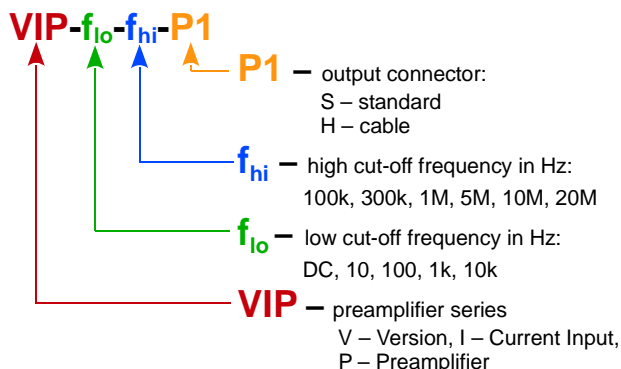 VIP-flo-fhi-P1
P1 – output connector:
S – standard
H – cable
fhi – high cut-off frequency in Hz:
100k, 300k, 1M, 5M, 10M, 20M
flo – low cut-off frequency in Hz:
DC, 10, 100, 1k, 10k
VIP – preamplifier series
V – Version, I – Current Input,
P – Preamplifier